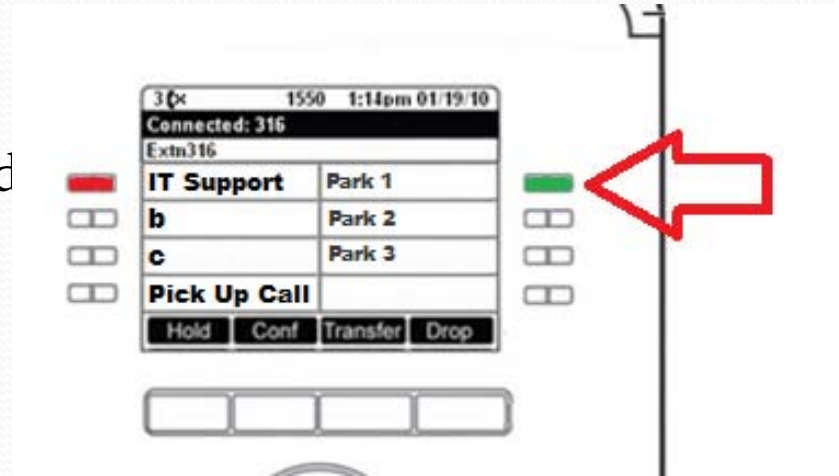 3 1550 1:14pm 01/19/10
Connected: 316
Extn316
d
IT Support Park 1
b Park 2
c Park 3
Pick Up Call
Hold Conf Transfer Drop